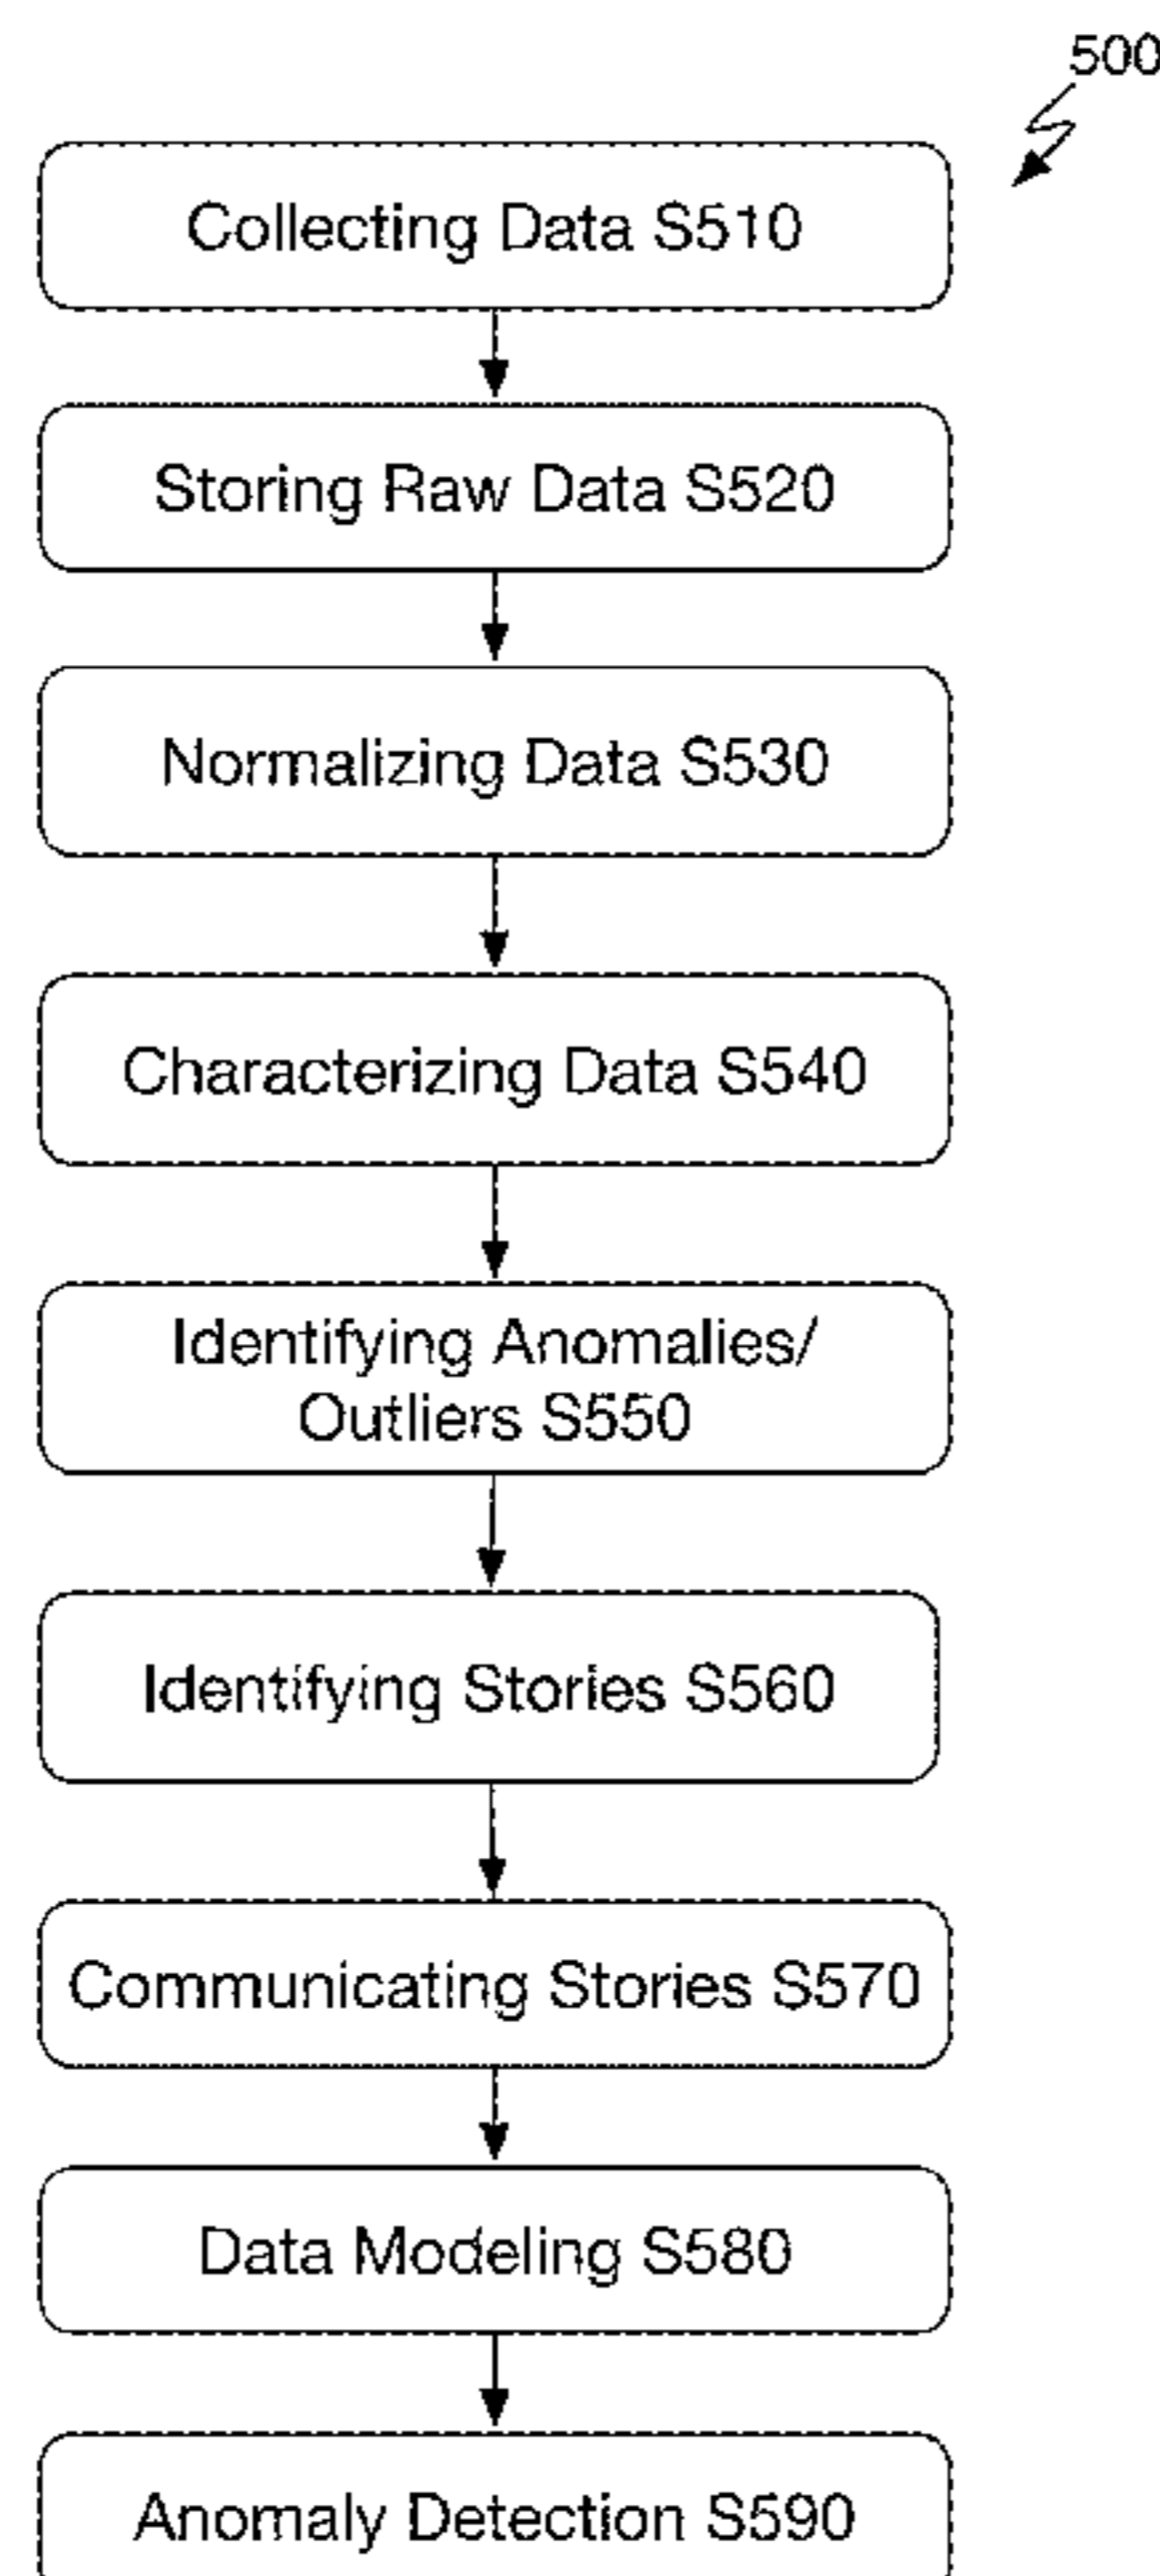 500
Collecting Data S510
Storing Raw Data S520
Normalizing Data S530
Characterizing Data S540
Identifying Anomalies/
Outliers S550
Identifying Stories S560
Communicating Stories S570
Data Modeling S580
Anomaly Detection S590